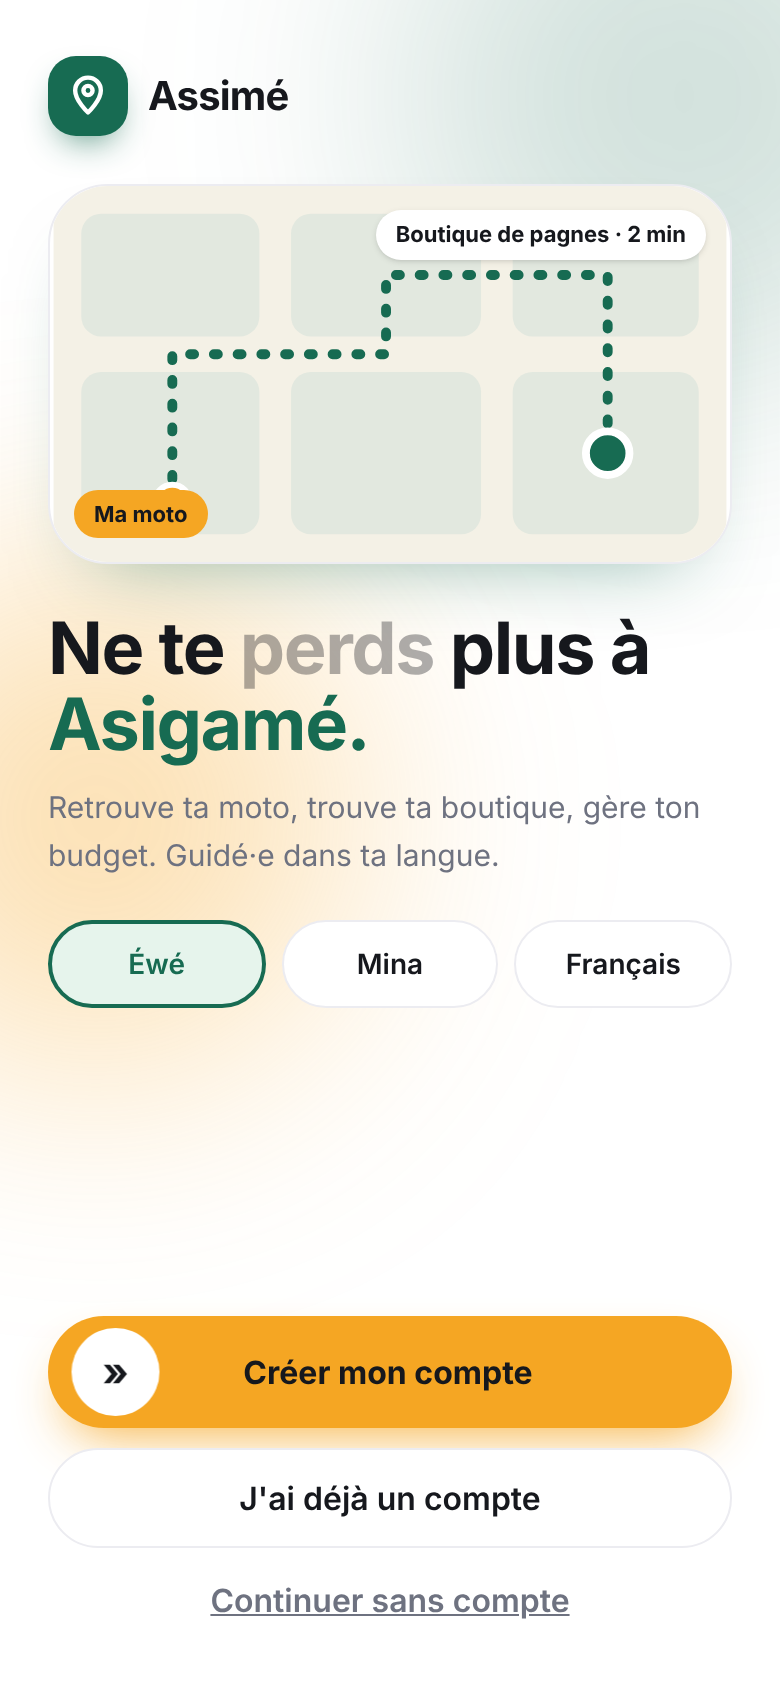 Assimé
Boutique de pagnes · 2 min
Ma moto
Ne te perds plus à
Asigamé.
Retrouve ta moto, trouve ta boutique, gère ton
budget. Guidé·e dans ta langue.
Éwé
Mina
Français
» Créer mon compte
J'ai déjà un compte
Continuer sans compte